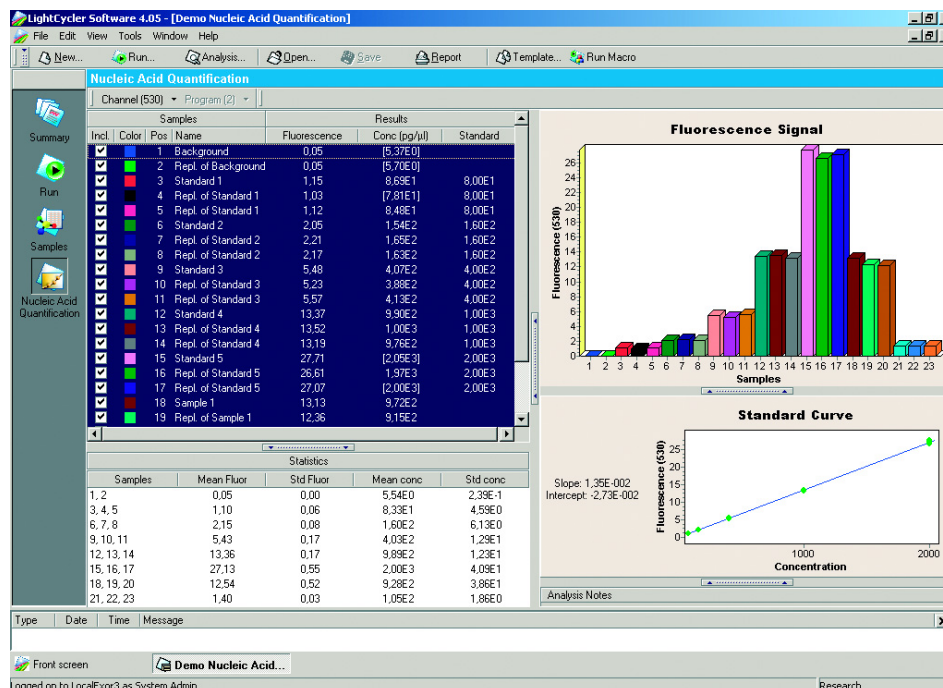 LightCycler Software 4.05 - [Demo Nucleic Acid Quantification]
File Edit View Tools Window Help
New... Run... Analysis... Open... Save Report Template... Run Macro
Nucleic Acid Quantification
Channel (530) Program (2)
Summary
Run
Samples
Nucleic Acid
Quantification
Samples Results
Incl. Color Pos Name Fluorescence Conc (pg/µl) Standard
1 Background 0,05 [5,37E0]
2 Repl. of Background 0,05 [5,70E0]
3 Standard 1 1,15 8,69E1 8,00E1
4 Repl. of Standard 1 1,03 [7,81E1] 8,00E1
5 Repl. of Standard 1 1,12 8,48E1 8,00E1
6 Standard 2 2,05 1,54E2 1,60E2
7 Repl. of Standard 2 2,21 1,65E2 1,60E2
8 Repl. of Standard 2 2,17 1,63E2 1,60E2
9 Standard 3 5,48 4,07E2 4,00E2
10 Repl. of Standard 3 5,23 3,88E2 4,00E2
11 Repl. of Standard 3 5,57 4,13E2 4,00E2
12 Standard 4 13,37 9,90E2 1,00E3
13 Repl. of Standard 4 13,52 1,00E3 1,00E3
14 Repl. of Standard 4 13,19 9,76E2 1,00E3
15 Standard 5 27,71 [2,05E3] 2,00E3
16 Repl. of Standard 5 26,61 1,97E3 2,00E3
17 Repl. of Standard 5 27,07 [2,00E3] 2,00E3
18 Sample 1 13,13 9,72E2
19 Repl. of Sample 1 12,36 9,15E2
Statistics
Samples Mean Fluor Std Fluor Mean conc Std conc
1, 2 0,05 0,00 5,54E0 2,39E-1
3, 4, 5 1,10 0,06 8,33E1 4,59E0
6, 7, 8 2,15 0,08 1,60E2 6,13E0
9, 10, 11 5,43 0,17 4,03E2 1,29E1
12, 13, 14 13,36 0,17 9,89E2 1,23E1
15, 16, 17 27,13 0,55 2,00E3 4,09E1
18, 19, 20 12,54 0,52 9,28E2 3,86E1
21, 22, 23 1,40 0,03 1,05E2 1,86E0
Fluorescence Signal
Fluorescence (530)
26
24
22
20
18
16
14
12
10
8
6
4
2
0
1 2 3 4 5 6 7 8 9 10 11 12 13 14 15 16 17 18 19 20 21 22 23
Samples
Standard Curve
Slope: 1,35E-002
Intercept: -2,73E-002
Fluorescence (530)
25
20
15
10
5
0
1000 2000
Concentration
Analysis Notes
Type Date Time Message
Front screen Demo Nucleic Acid...
Logged on to LocalExor3 as System Admin Research